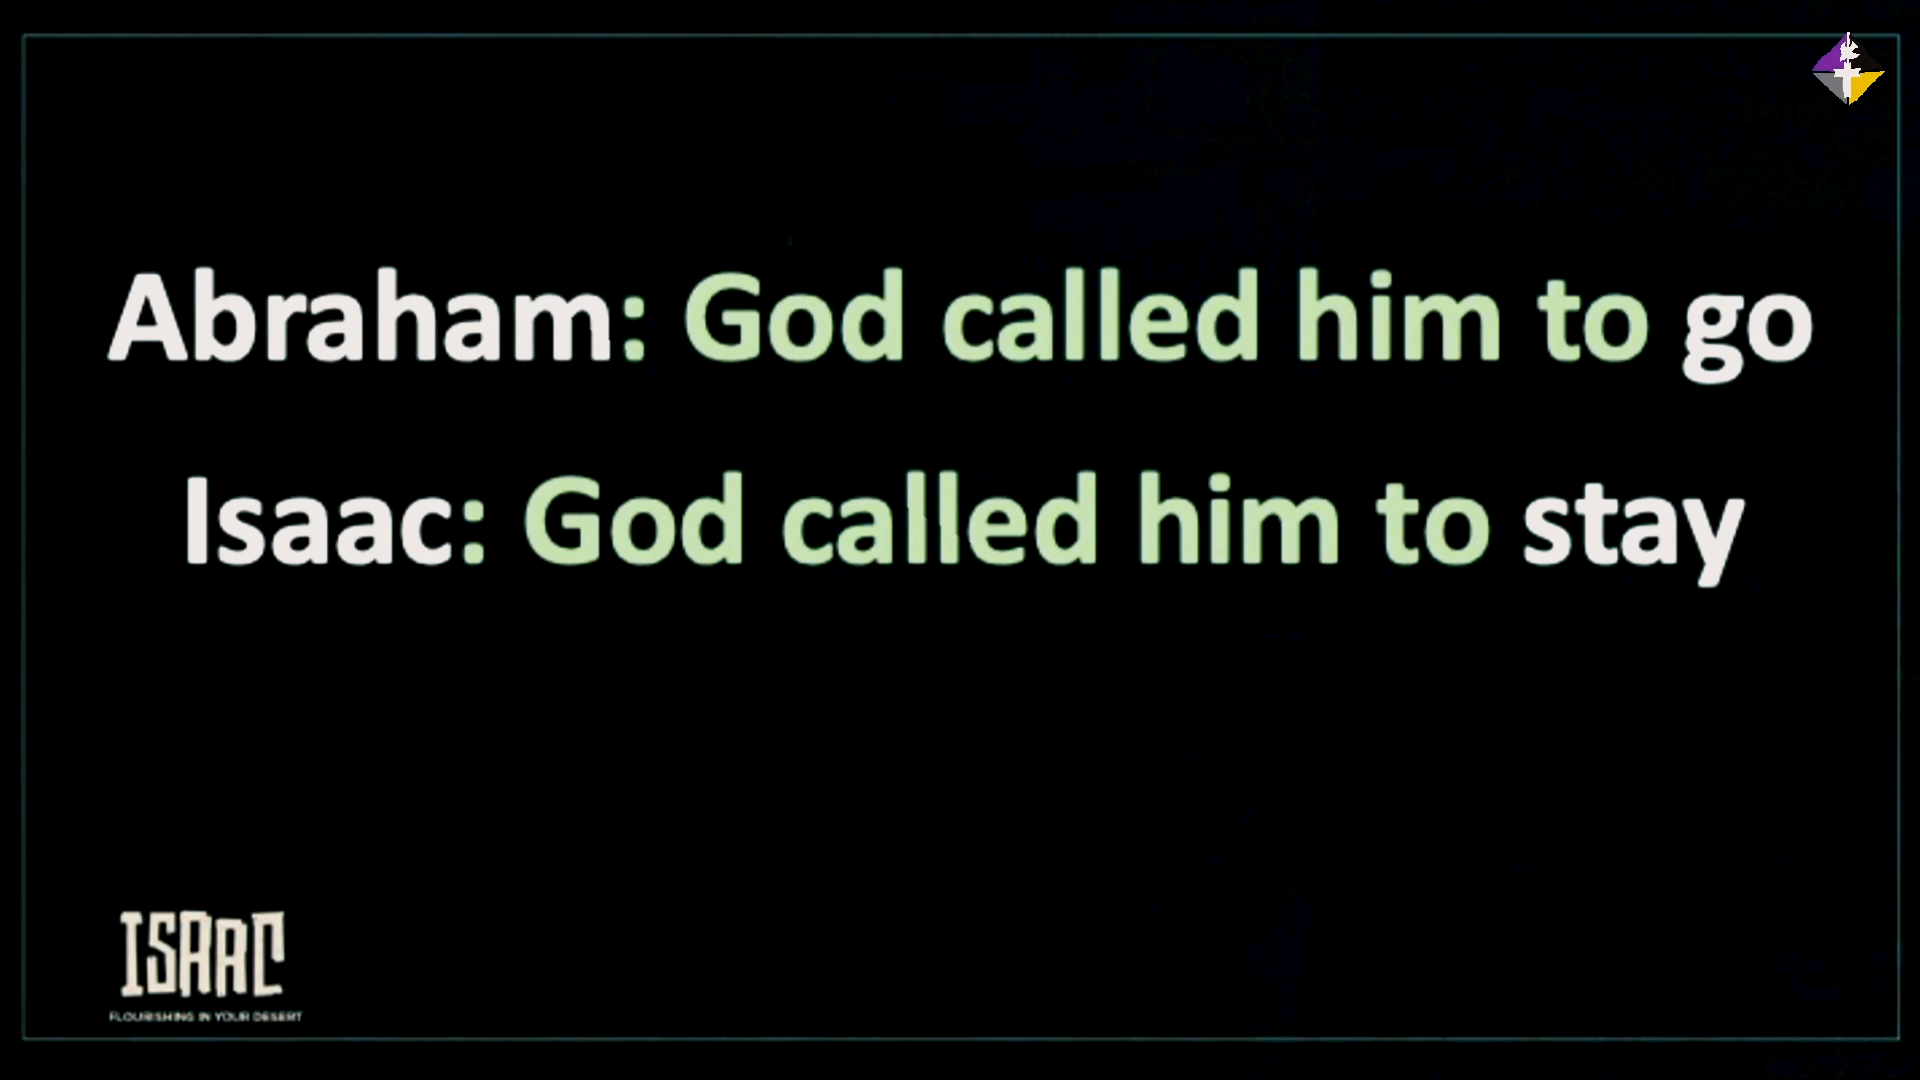 Abraham: God called him to go
Isaac: God called him to stay
ISAAC
FLOURISHING IN YOUR DESERT